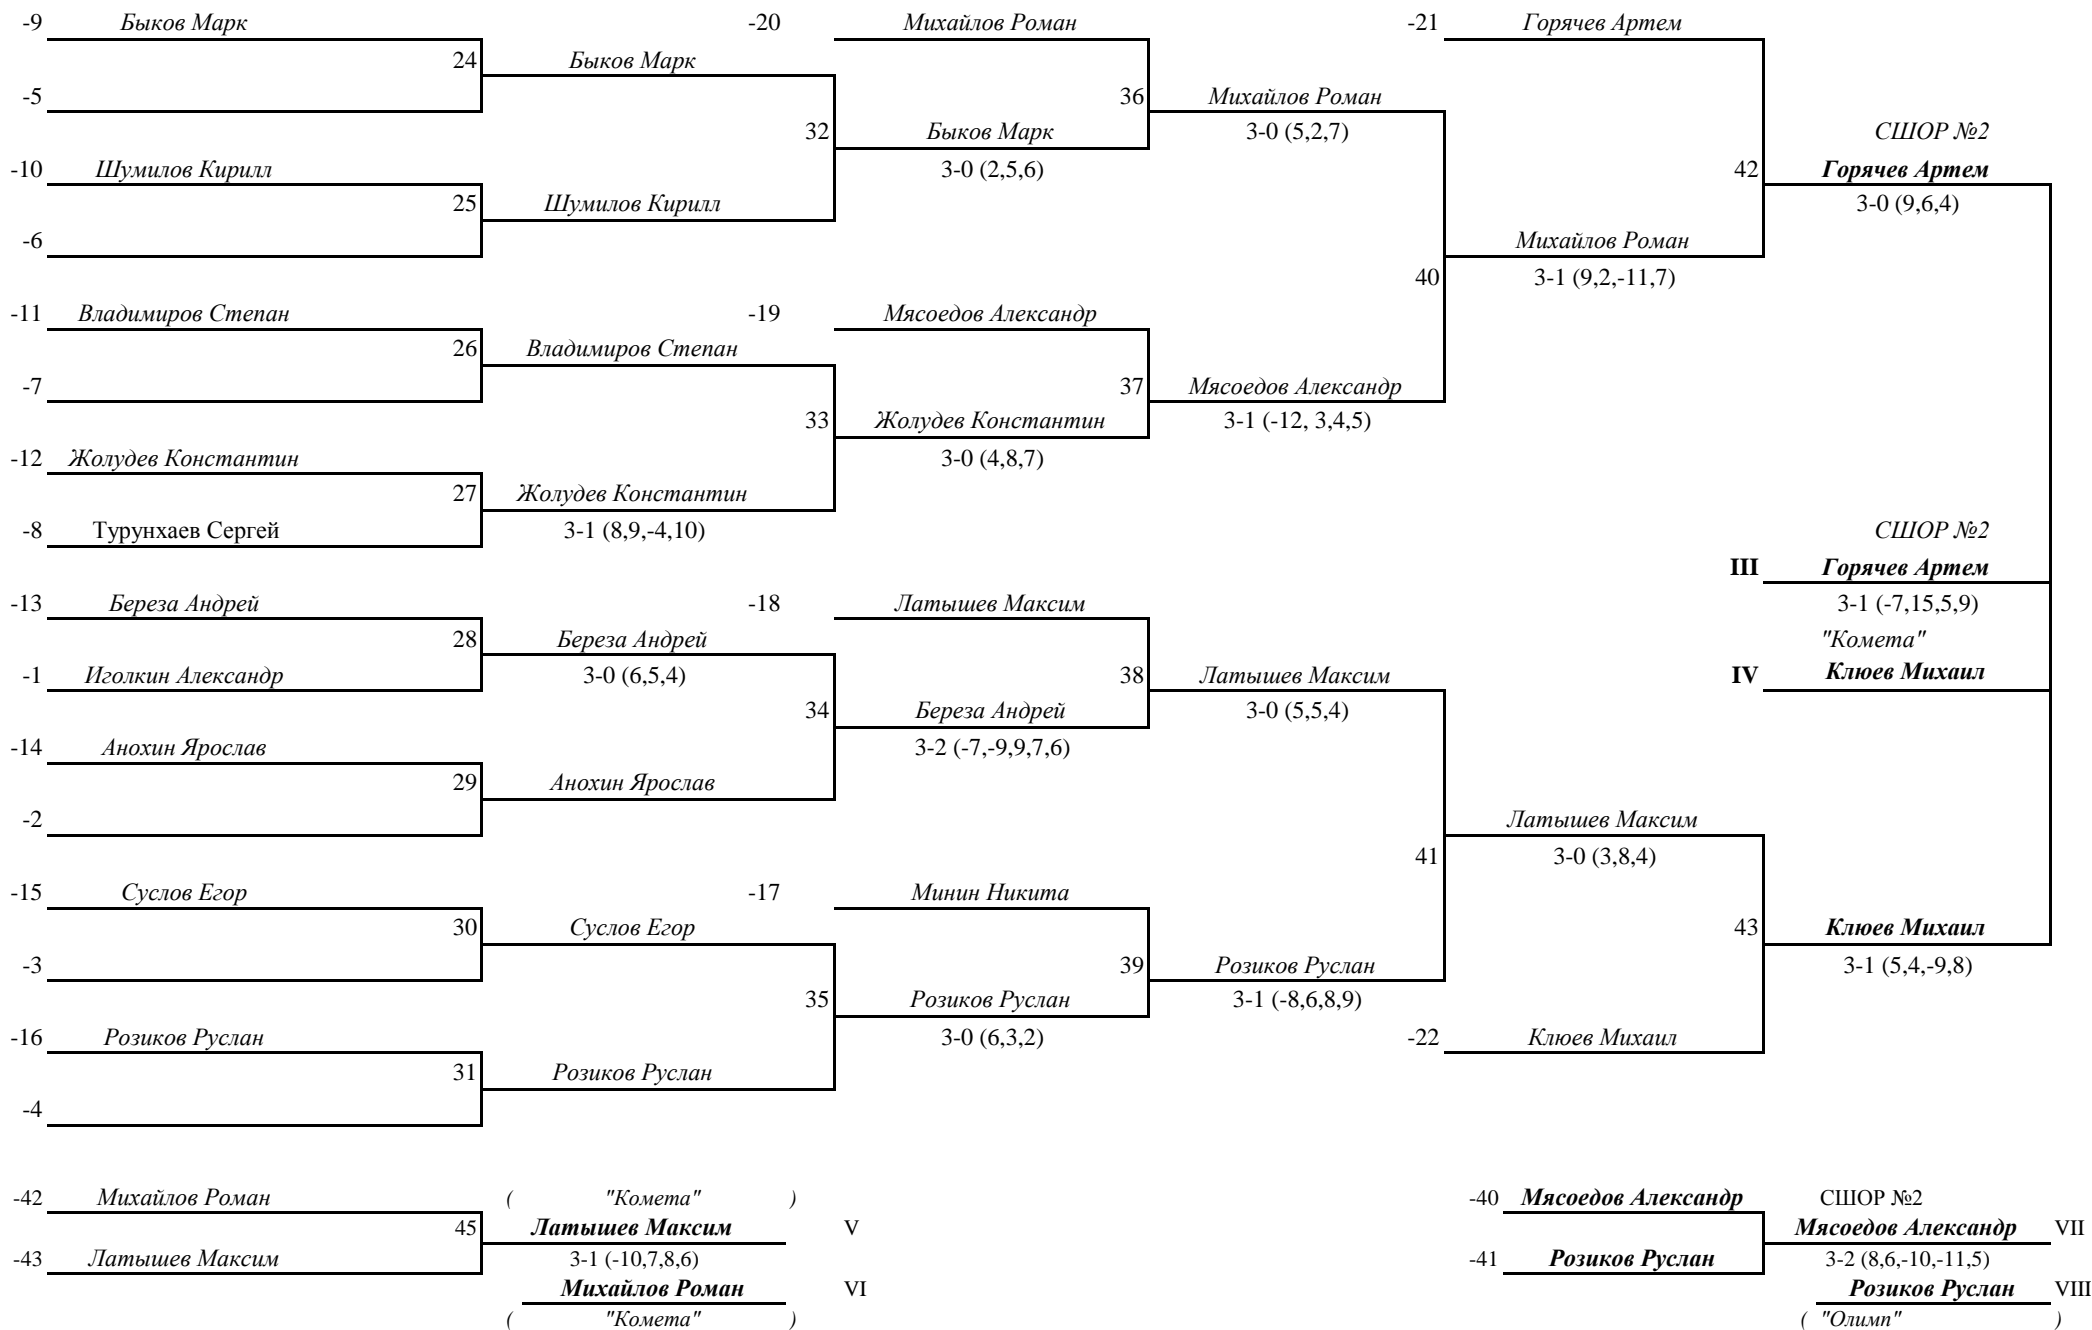 -9 Быков Марк -20 Михайлов Роман -21 Горячев Артем
24 Быков Марк
-5 36 Михайлов Роман
32 Быков Марк 3-0 (5,2,7) СШОР №2
-10 Шумилов Кирилл 3-0 (2,5,6) 42 Горячев Артем
25 Шумилов Кирилл 3-0 (9,6,4)
-6 Михайлов Роман
40 3-1 (9,2,-11,7)
-11 Владимиров Степан -19 Мясоедов Александр
26 Владимиров Степан
-7 37 Мясоедов Александр
33 Жолудев Константин 3-1 (-12, 3,4,5)
-12 Жолудев Константин 3-0 (4,8,7)
27 Жолудев Константин
-8 Турунхаев Сергей 3-1 (8,9,-4,10) СШОР №2
III Горячев Артем
-13 Береза Андрей -18 Латышев Максим 3-1 (-7,15,5,9)
28 Береза Андрей "Комета"
-1 Иголкин Александр 3-0 (6,5,4) 38 Латышев Максим IV Клюев Михаил
34 Береза Андрей 3-0 (5,5,4)
-14 Анохин Ярослав 3-2 (-7,-9,9,7,6)
29 Анохин Ярослав
-2 Латышев Максим
41 3-0 (3,8,4)
-15 Суслов Егор -17 Минин Никита
30 Суслов Егор 43 Клюев Михаил
-3 39 Розиков Руслан 3-1 (5,4,-9,8)
35 Розиков Руслан 3-1 (-8,6,8,9)
-16 Розиков Руслан 3-0 (6,3,2) -22 Клюев Михаил
31 Розиков Руслан
-4
-42 Михайлов Роман ( "Комета" ) -40 Мясоедов Александр СШОР №2
45 Латышев Максим V Мясоедов Александр VII
-43 Латышев Максим 3-1 (-10,7,8,6) -41 Розиков Руслан 3-2 (8,6,-10,-11,5)
Михайлов Роман VI Розиков Руслан VIII
( "Комета" ) ( "Олимп" )